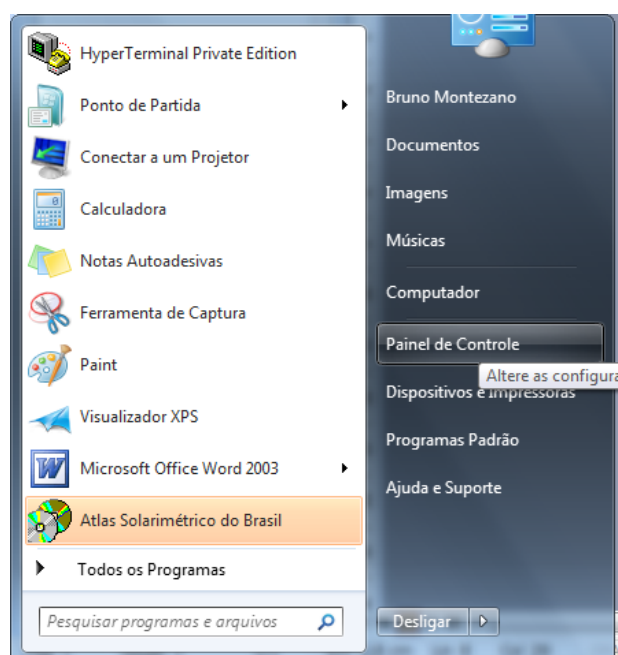 HyperTerminal Private Edition
Ponto de Partida
Conectar a um Projetor
Calculadora
Notas Autoadesivas
Ferramenta de Captura
Paint
Visualizador XPS
Microsoft Office Word 2003
Atlas Solarimétrico do Brasil
Todos os Programas
Pesquisar programas e arquivos
Bruno Montezano
Documentos
Imagens
Músicas
Computador
Painel de Controle
Altere as configura
Dispositivos e Impressoras
Programas Padrão
Ajuda e Suporte
Desligar